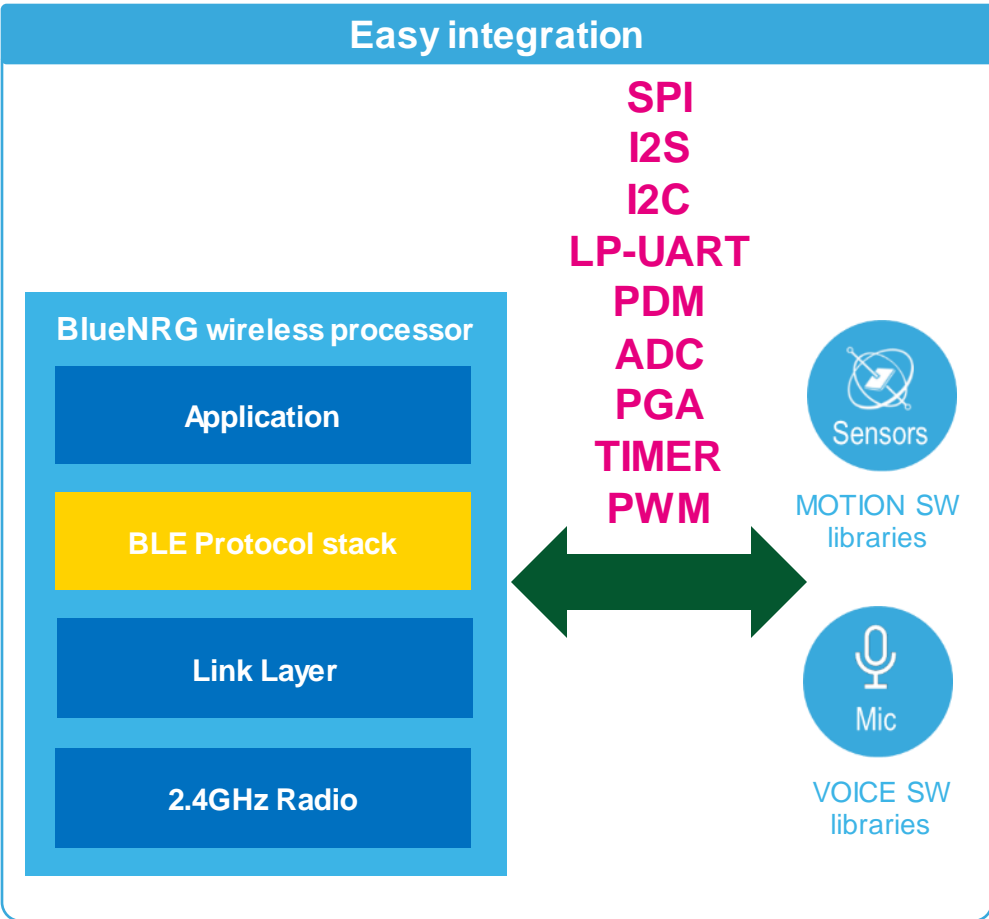 Easy integration
SPI
I2S
I2C
LP-UART
PDM
ADC
PGA
TIMER
PWM
BlueNRG wireless processor
Application
BLE Protocol stack
Link Layer
2.4GHz Radio
Sensors
MOTION SW
libraries
Mic
VOICE SW
libraries